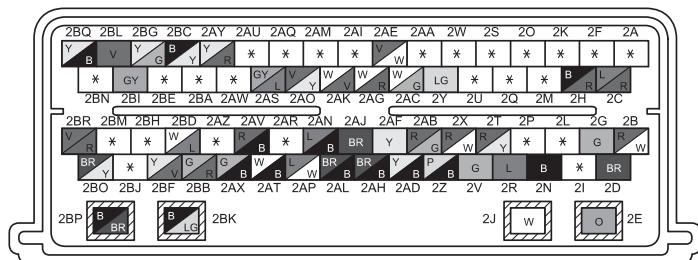 2BQ 2BL 2BG 2BC 2AY 2AU 2AQ 2AM 2AI 2AE 2AA 2W 2S 2O 2K 2F 2A
Y B V Y G B Y Y R * * * * V W * * * * * * *
* GY * * * GY L V Y W V W R W G LG * * * B R L R
2BN 2BI 2BE 2BA 2AW 2AS 2AO 2AK 2AG 2AC 2Y 2U 2Q 2M 2H 2C
2BR 2BM 2BH 2BD 2AZ 2AV 2AR 2AN 2AJ 2AF 2AB 2X 2T 2P 2L 2G 2B
V R * * W L * R B * L B BR Y R G R W R Y * * G R W
BR Y * Y V G R G B W B L W BR B BR B Y B P B G L B * BR
2BO 2BJ 2BF 2BB 2AX 2AT 2AP 2AL 2AH 2AD 2Z 2V 2R 2N 2I 2D
2BP B BR B LG 2BK 2J W O 2E